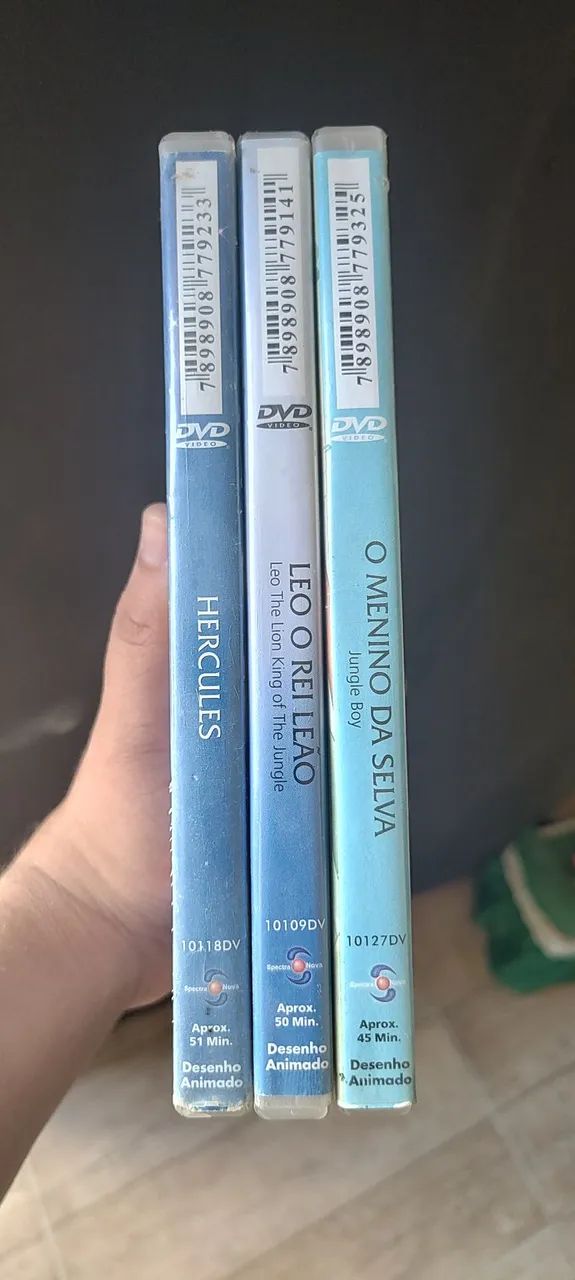 7898908779233
DVD
VIDEO
HERCULES
10118DV
Spectra Nova
Aprox.
51 Min.
Desenho
Animado
7898908779141
DVD
VIDEO
LEO O REI LEÃO
Leo The Lion King of The Jungle
10109DV
Spectra Nova
Aprox.
50 Min.
Desenho
Animado
7898908779325
DVD
VIDEO
O MENINO DA SELVA
Jungle Boy
10127DV
Spectra Nova
Aprox.
45 Min.
Desenho
Animado